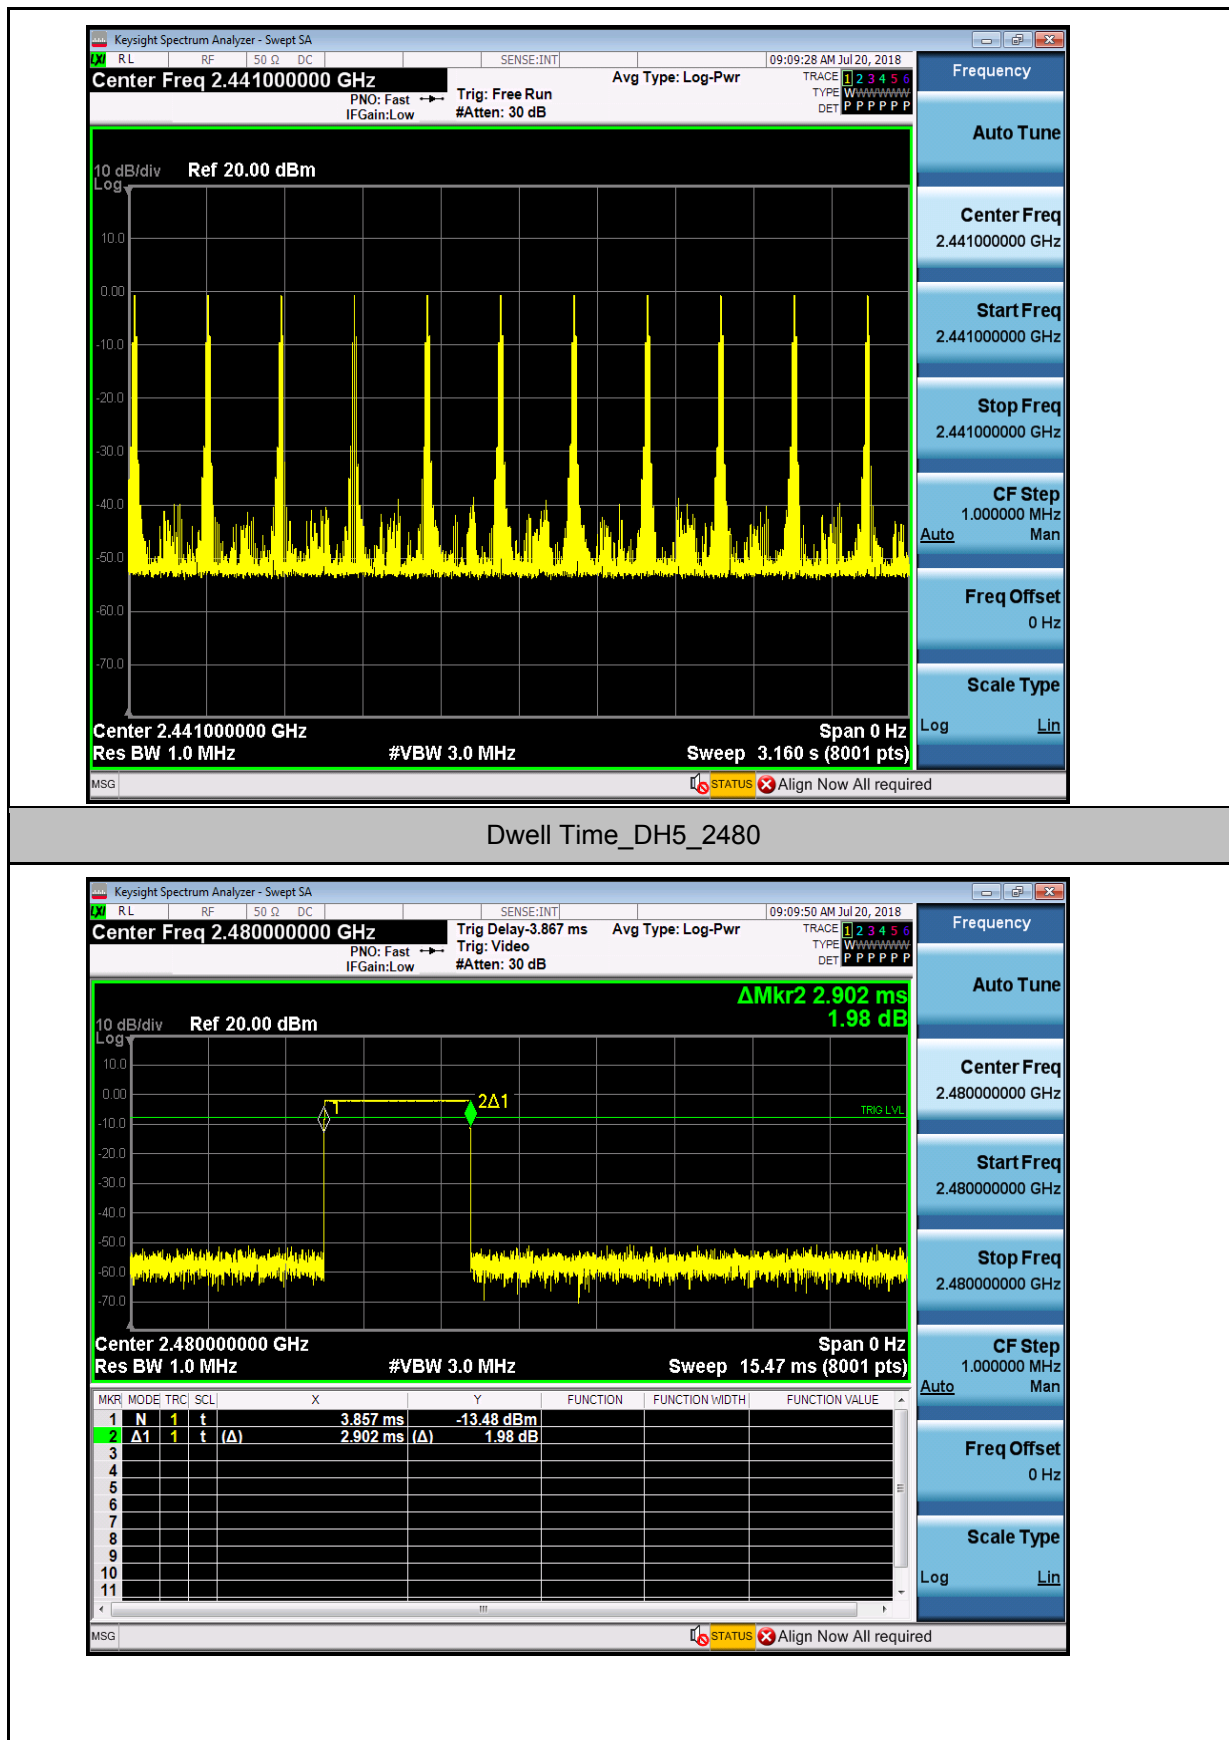 Keysight Spectrum Analyzer - Swept SA
LXI RL RF 50 Ω DC SENSE:INT 09:09:28 AM Jul 20, 2018
Center Freq 2.441000000 GHz
PNO: Fast
IFGain:Low
Trig: Free Run
#Atten: 30 dB
Avg Type: Log-Pwr
TRACE 1 2 3 4 5 6
TYPE WWWWWW
DET P P P P P P
10 dB/div Ref 20.00 dBm
Log
10.0
0.00
-10.0
-20.0
-30.0
-40.0
-50.0
-60.0
-70.0
Center 2.441000000 GHz Span 0 Hz
Res BW 1.0 MHz #VBW 3.0 MHz Sweep 3.160 s (8001 pts)
MSG STATUS Align Now All required
Frequency
Auto Tune
Center Freq
2.441000000 GHz
Start Freq
2.441000000 GHz
Stop Freq
2.441000000 GHz
CF Step
1.000000 MHz
Auto Man
Freq Offset
0 Hz
Scale Type
Log Lin
Dwell Time_DH5_2480
Keysight Spectrum Analyzer - Swept SA
LXI RL RF 50 Ω DC SENSE:INT 09:09:50 AM Jul 20, 2018
Center Freq 2.480000000 GHz
PNO: Fast
IFGain:Low
Trig Delay-3.867 ms
Trig: Video
#Atten: 30 dB
Avg Type: Log-Pwr
TRACE 1 2 3 4 5 6
TYPE WWWWWW
DET P P P P P P
ΔMkr2 2.902 ms
1.98 dB
10 dB/div Ref 20.00 dBm
Log
10.0
0.00
-10.0
-20.0
-30.0
-40.0
-50.0
-60.0
-70.0
1
2Δ1
TRIG LVL
Center 2.480000000 GHz Span 0 Hz
Res BW 1.0 MHz #VBW 3.0 MHz Sweep 15.47 ms (8001 pts)
MKR MODE TRC SCL X Y FUNCTION FUNCTION WIDTH FUNCTION VALUE
1 N 1 t 3.857 ms -13.48 dBm
2 Δ1 1 t (Δ) 2.902 ms (Δ) 1.98 dB
3
4
5
6
7
8
9
10
11
MSG STATUS Align Now All required
Frequency
Auto Tune
Center Freq
2.480000000 GHz
Start Freq
2.480000000 GHz
Stop Freq
2.480000000 GHz
CF Step
1.000000 MHz
Auto Man
Freq Offset
0 Hz
Scale Type
Log Lin